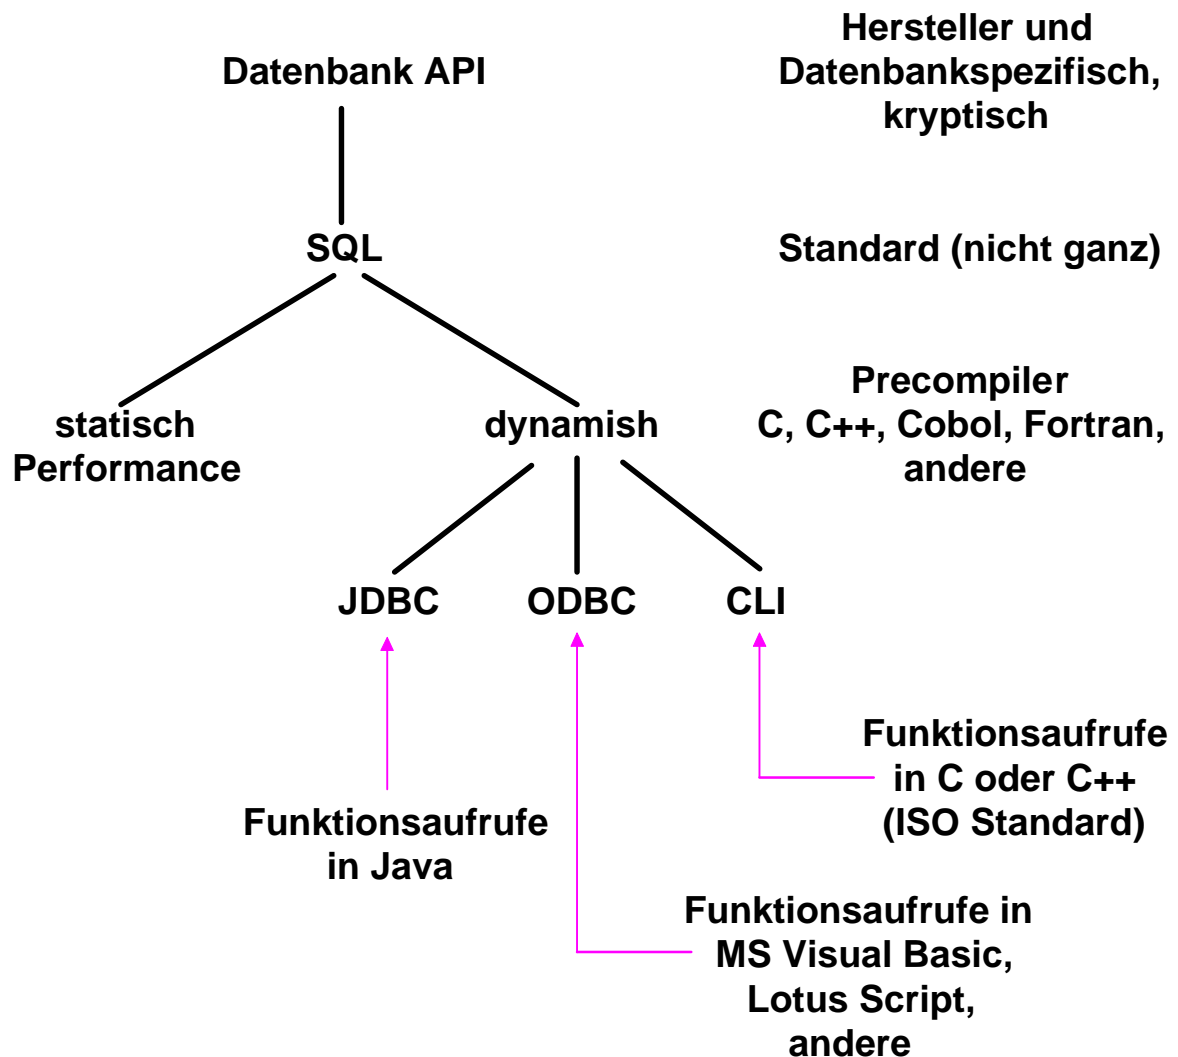 Hersteller und
Datenbank API
Datenbankspezifisch,
kryptisch
SQL
Standard (nicht ganz)
Precompiler
statisch
Performance
dynamish
C, C++, Cobol, Fortran,
andere
JDBC
ODBC
CLI
Funktionsaufrufe
in C oder C++
(ISO Standard)
Funktionsaufrufe
in Java
Funktionsaufrufe in
MS Visual Basic,
Lotus Script,
andere